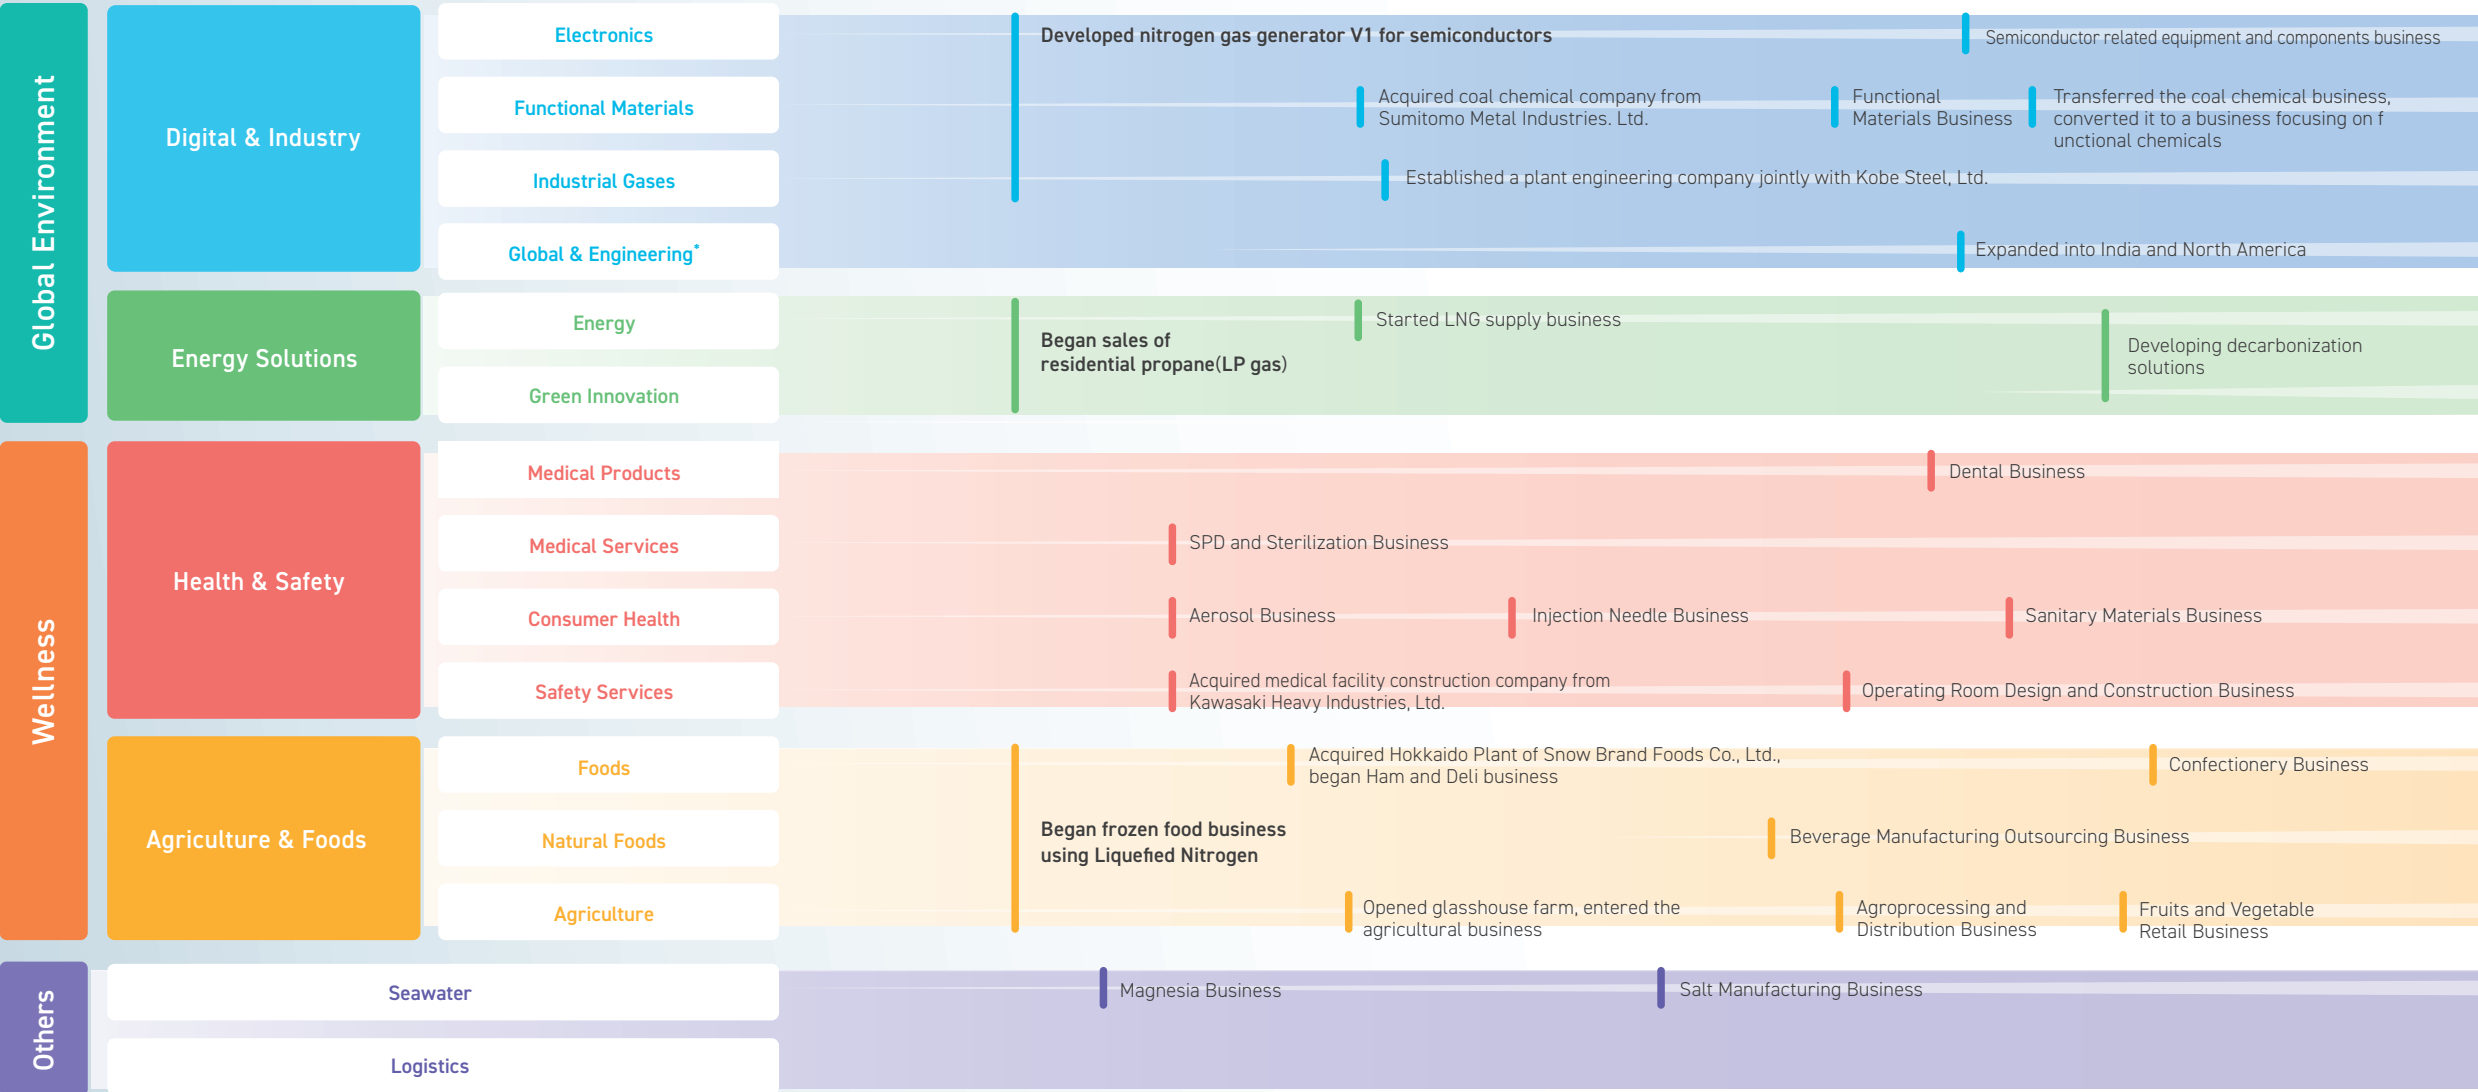 Global Environment
Digital & Industry
Electronics
Developed nitrogen gas generator V1 for semiconductors
Semiconductor related equipment and components business
Functional Materials
Acquired coal chemical company from
Sumitomo Metal Industries. Ltd.
Functional
Materials Business
Transferred the coal chemical business,
converted it to a business focusing on f
unctional chemicals
Industrial Gases
Established a plant engineering company jointly with Kobe Steel, Ltd.
Global & Engineering*
Expanded into India and North America
Energy Solutions
Energy
Began sales of
residential propane(LP gas)
Started LNG supply business
Developing decarbonization
solutions
Green Innovation
Wellness
Health & Safety
Medical Products
Dental Business
Medical Services
SPD and Sterilization Business
Consumer Health
Aerosol Business
Injection Needle Business
Sanitary Materials Business
Safety Services
Acquired medical facility construction company from
Kawasaki Heavy Industries, Ltd.
Operating Room Design and Construction Business
Agriculture & Foods
Foods
Began frozen food business
using Liquefied Nitrogen
Acquired Hokkaido Plant of Snow Brand Foods Co., Ltd.,
began Ham and Deli business
Confectionery Business
Natural Foods
Beverage Manufacturing Outsourcing Business
Agriculture
Opened glasshouse farm, entered the
agricultural business
Agroprocessing and
Distribution Business
Fruits and Vegetable
Retail Business
Others
Seawater
Magnesia Business
Salt Manufacturing Business
Logistics